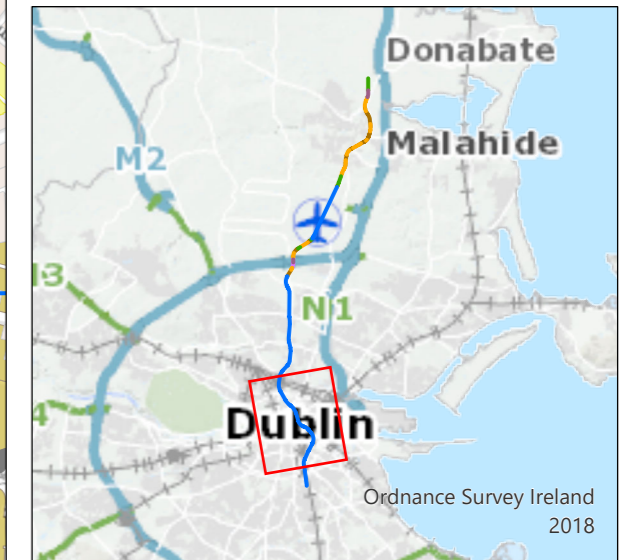 Donabate
Malahide
M2
N1
Dublin
Ordnance Survey Ireland
2018